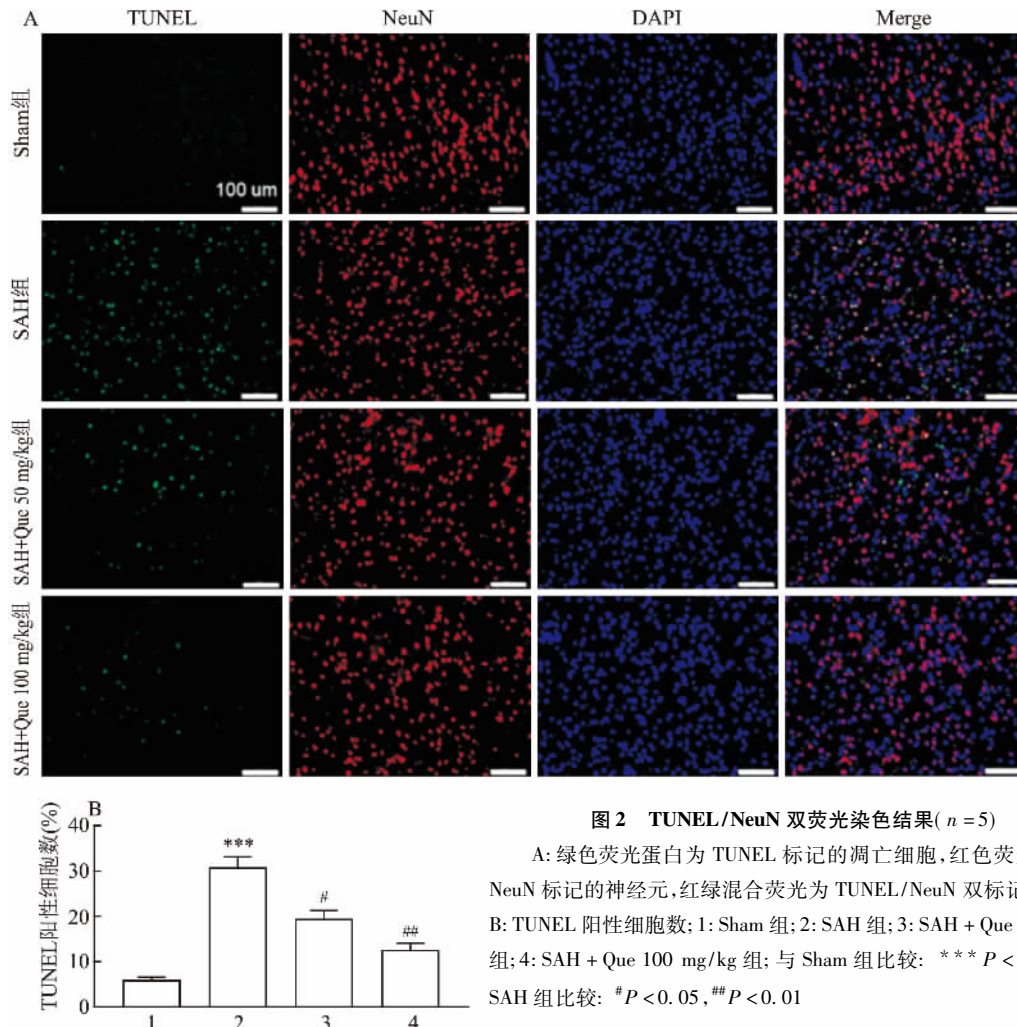 A TUNEL NeuN DAPI Merge
Sham组
100 um
SAH组
SAH+Quc 50 mg/kg组
SAH+Quc 100 mg/kg组
B
TUNEL阳性细胞数(%)
40
30
20
10
0
***
#
##
1 2 3 4
图 2 TUNEL/NeuN 双荧光染色结果( n =5)
A: 绿色荧光蛋白为 TUNEL 标记的凋亡细胞,红色荧
NeuN 标记的神经元,红绿混合荧光为 TUNEL/NeuN 双标记
B: TUNEL 阳性细胞数; 1: Sham 组; 2: SAH 组; 3: SAH + Que
组; 4: SAH + Que 100 mg/kg 组; 与 Sham 组比较: ***P <
SAH 组比较: #P < 0. 05 , ##P < 0. 01